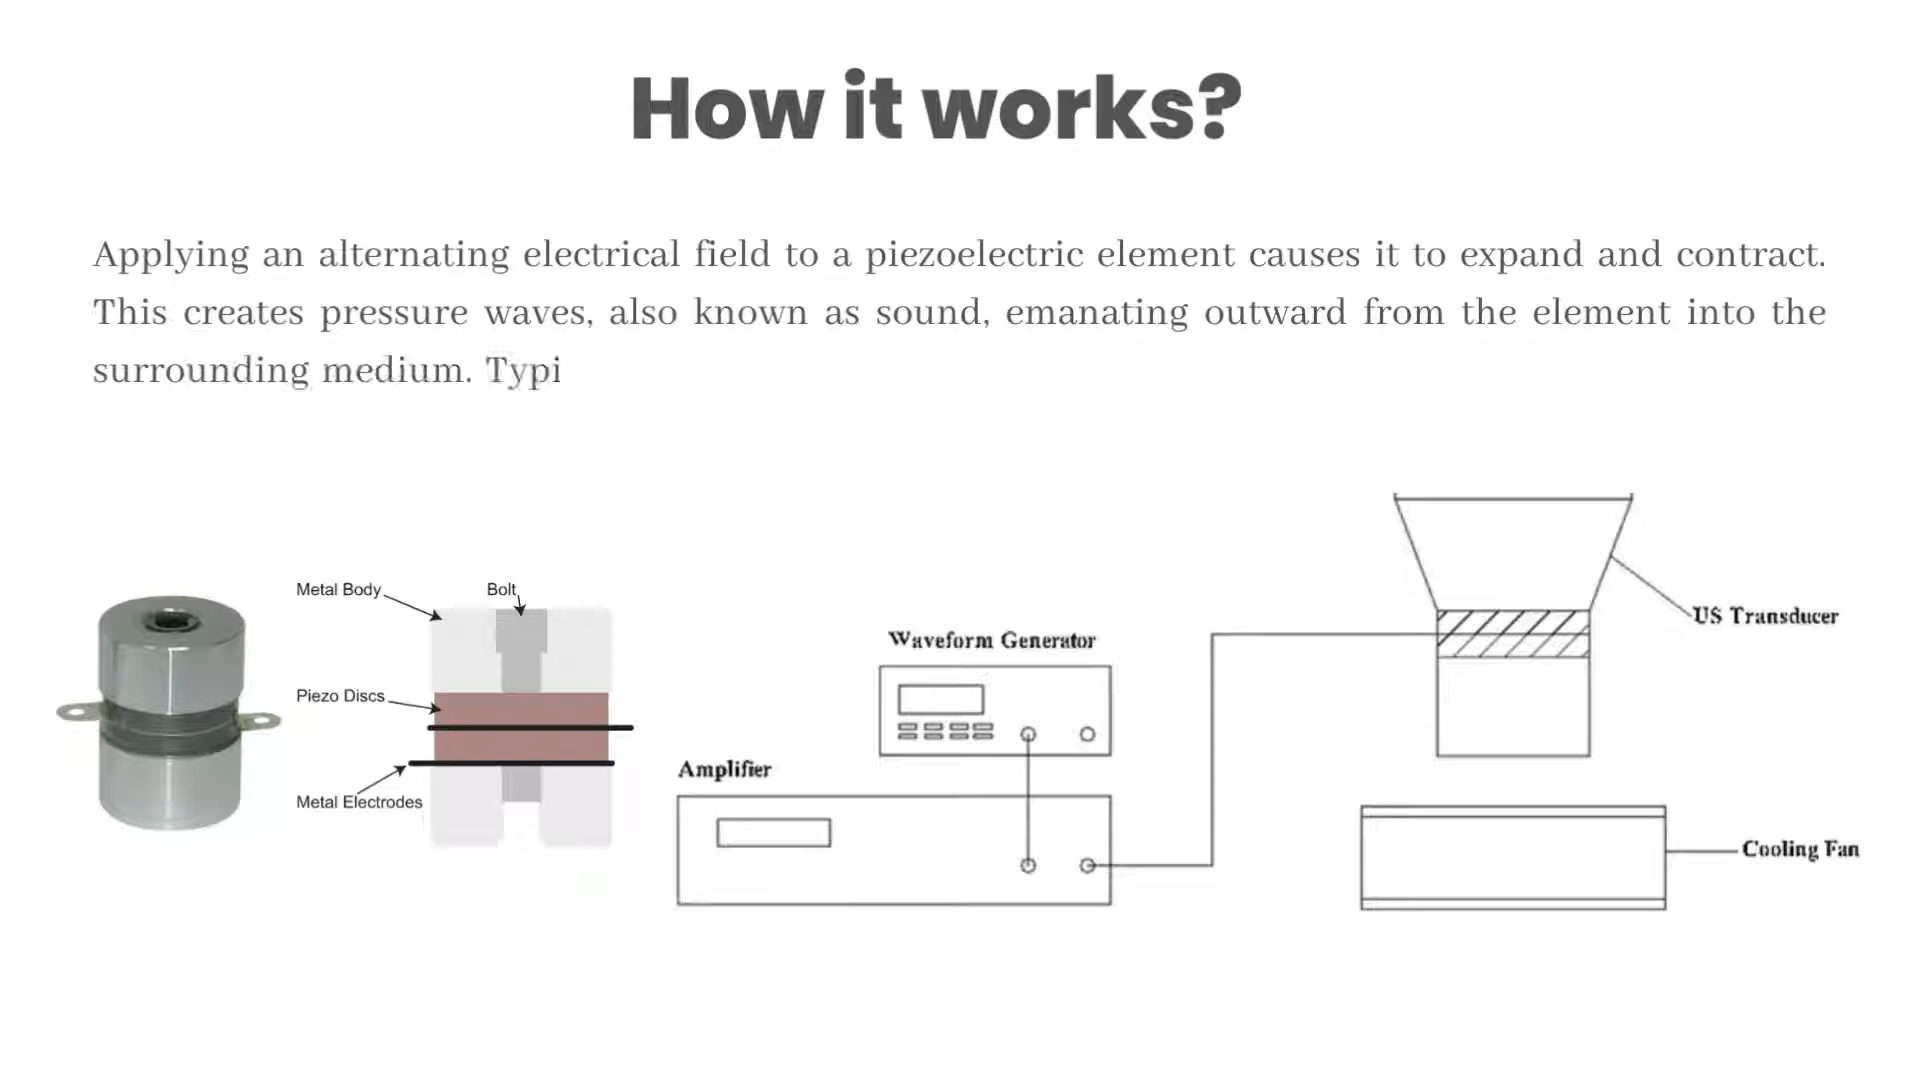 How it works?
Applying an alternating electrical field to a piezoelectric element causes it to expand and contract.
This creates pressure waves, also known as sound, emanating outward from the element into the
surrounding medium. Typi
Metal Body
Bolt
Piezo Discs
Metal Electrodes
Waveform Generator
Amplifier
US Transducer
Cooling Fan